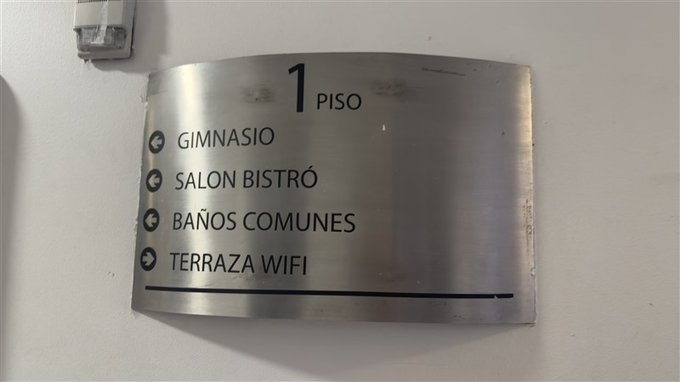 1 PISO
GIMNASIO
SALON BISTRÓ
BAÑOS COMUNES
TERRAZA WIFI